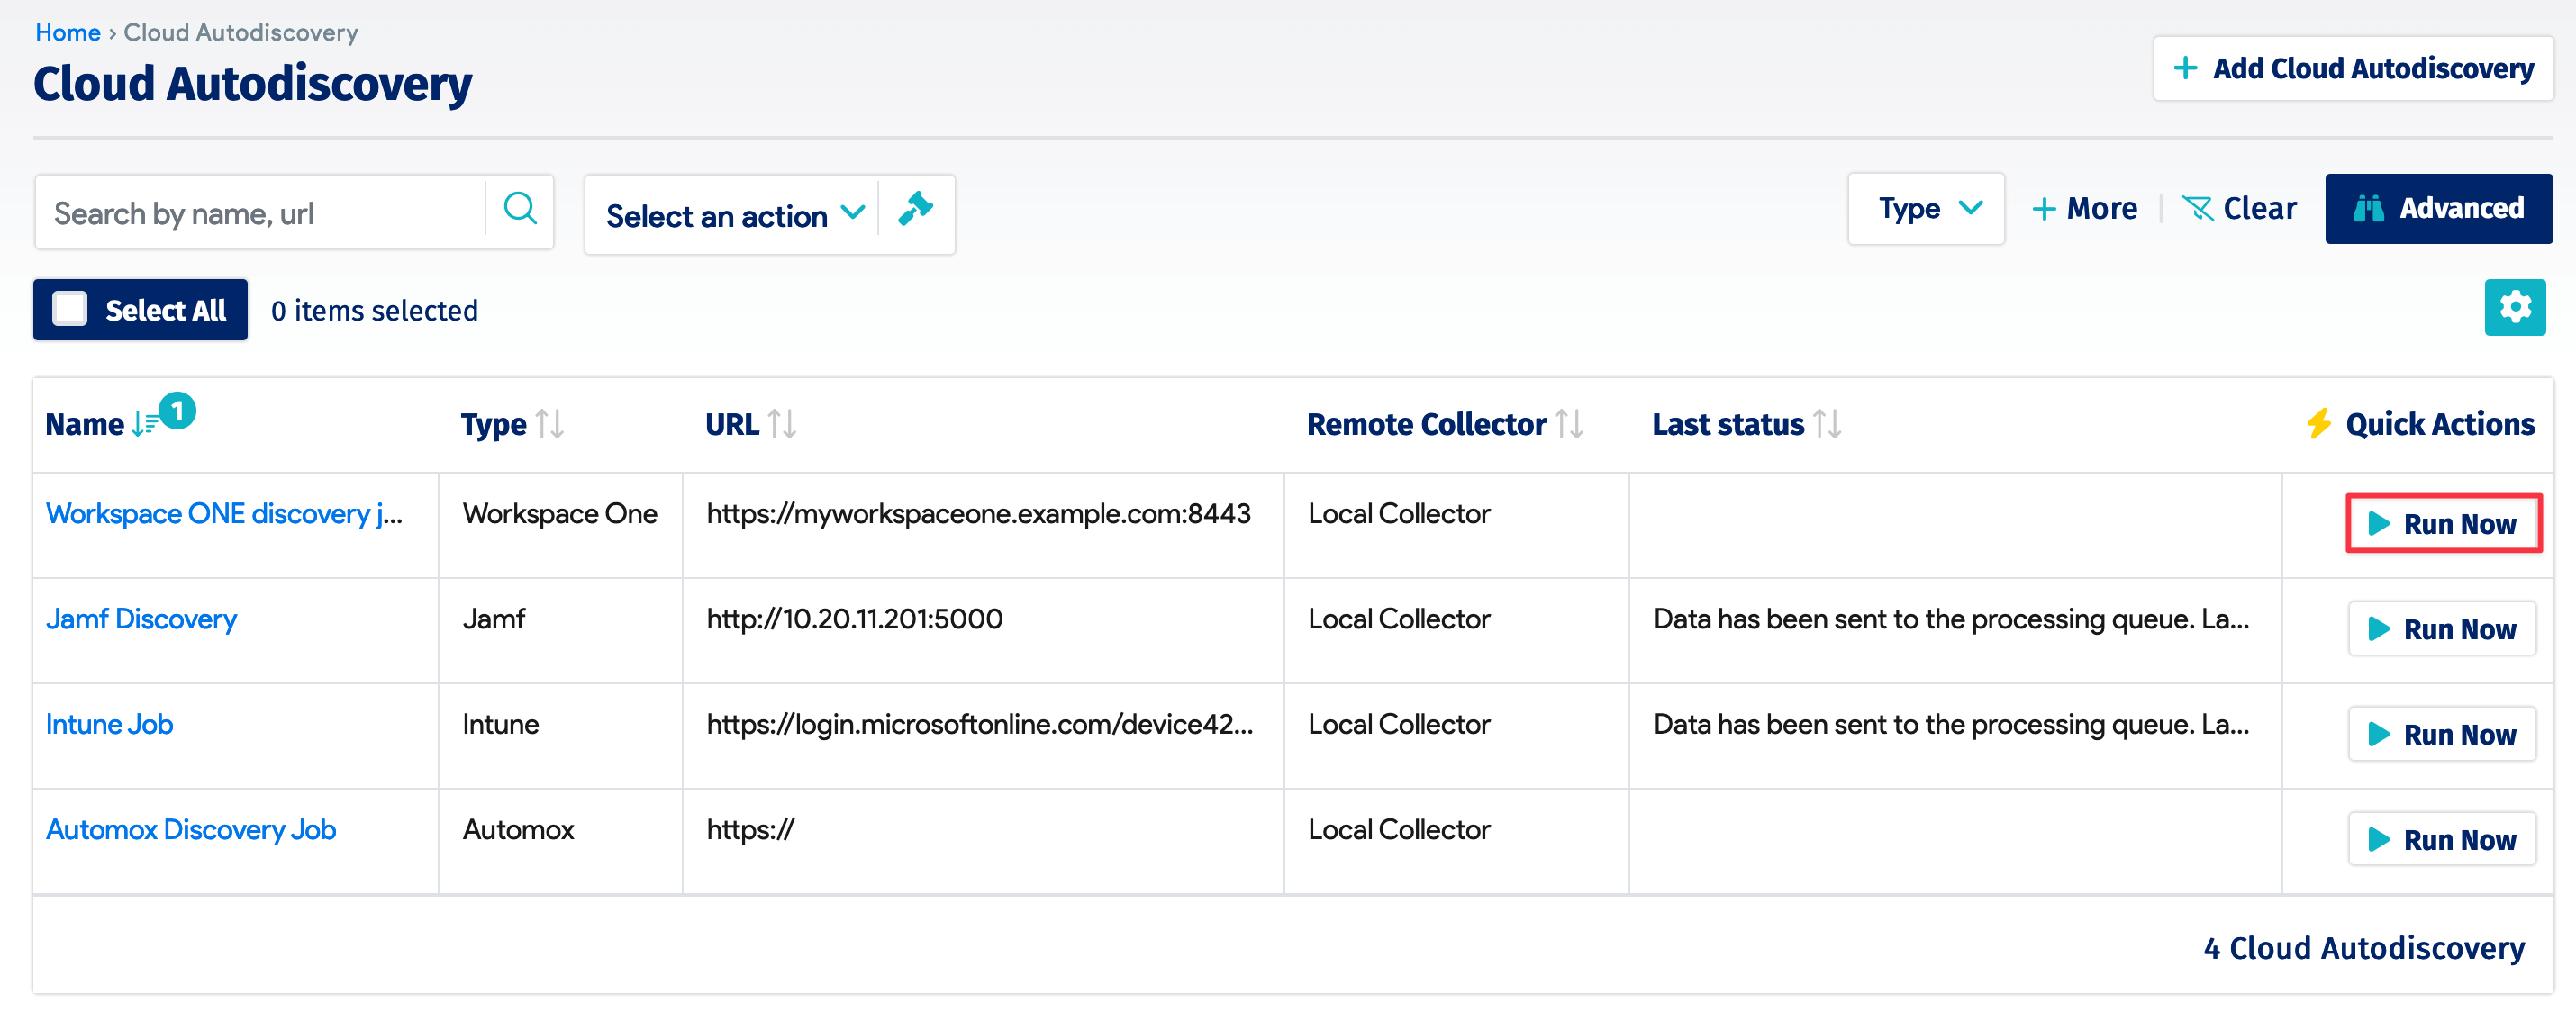 Home › Cloud Autodiscovery
Cloud Autodiscovery
+ Add Cloud Autodiscovery
Search by name, url
Select an action
Type
+ More
Clear
Advanced
Select All
0 items selected
Name 1 Type URL Remote Collector Last status Quick Actions
Workspace ONE discovery j... Workspace One https://myworkspaceone.example.com:8443 Local Collector Run Now
Jamf Discovery Jamf http://10.20.11.201:5000 Local Collector Data has been sent to the processing queue. La... Run Now
Intune Job Intune https://login.microsoftonline.com/device42... Local Collector Data has been sent to the processing queue. La... Run Now
Automox Discovery Job Automox https:// Local Collector Run Now
4 Cloud Autodiscovery